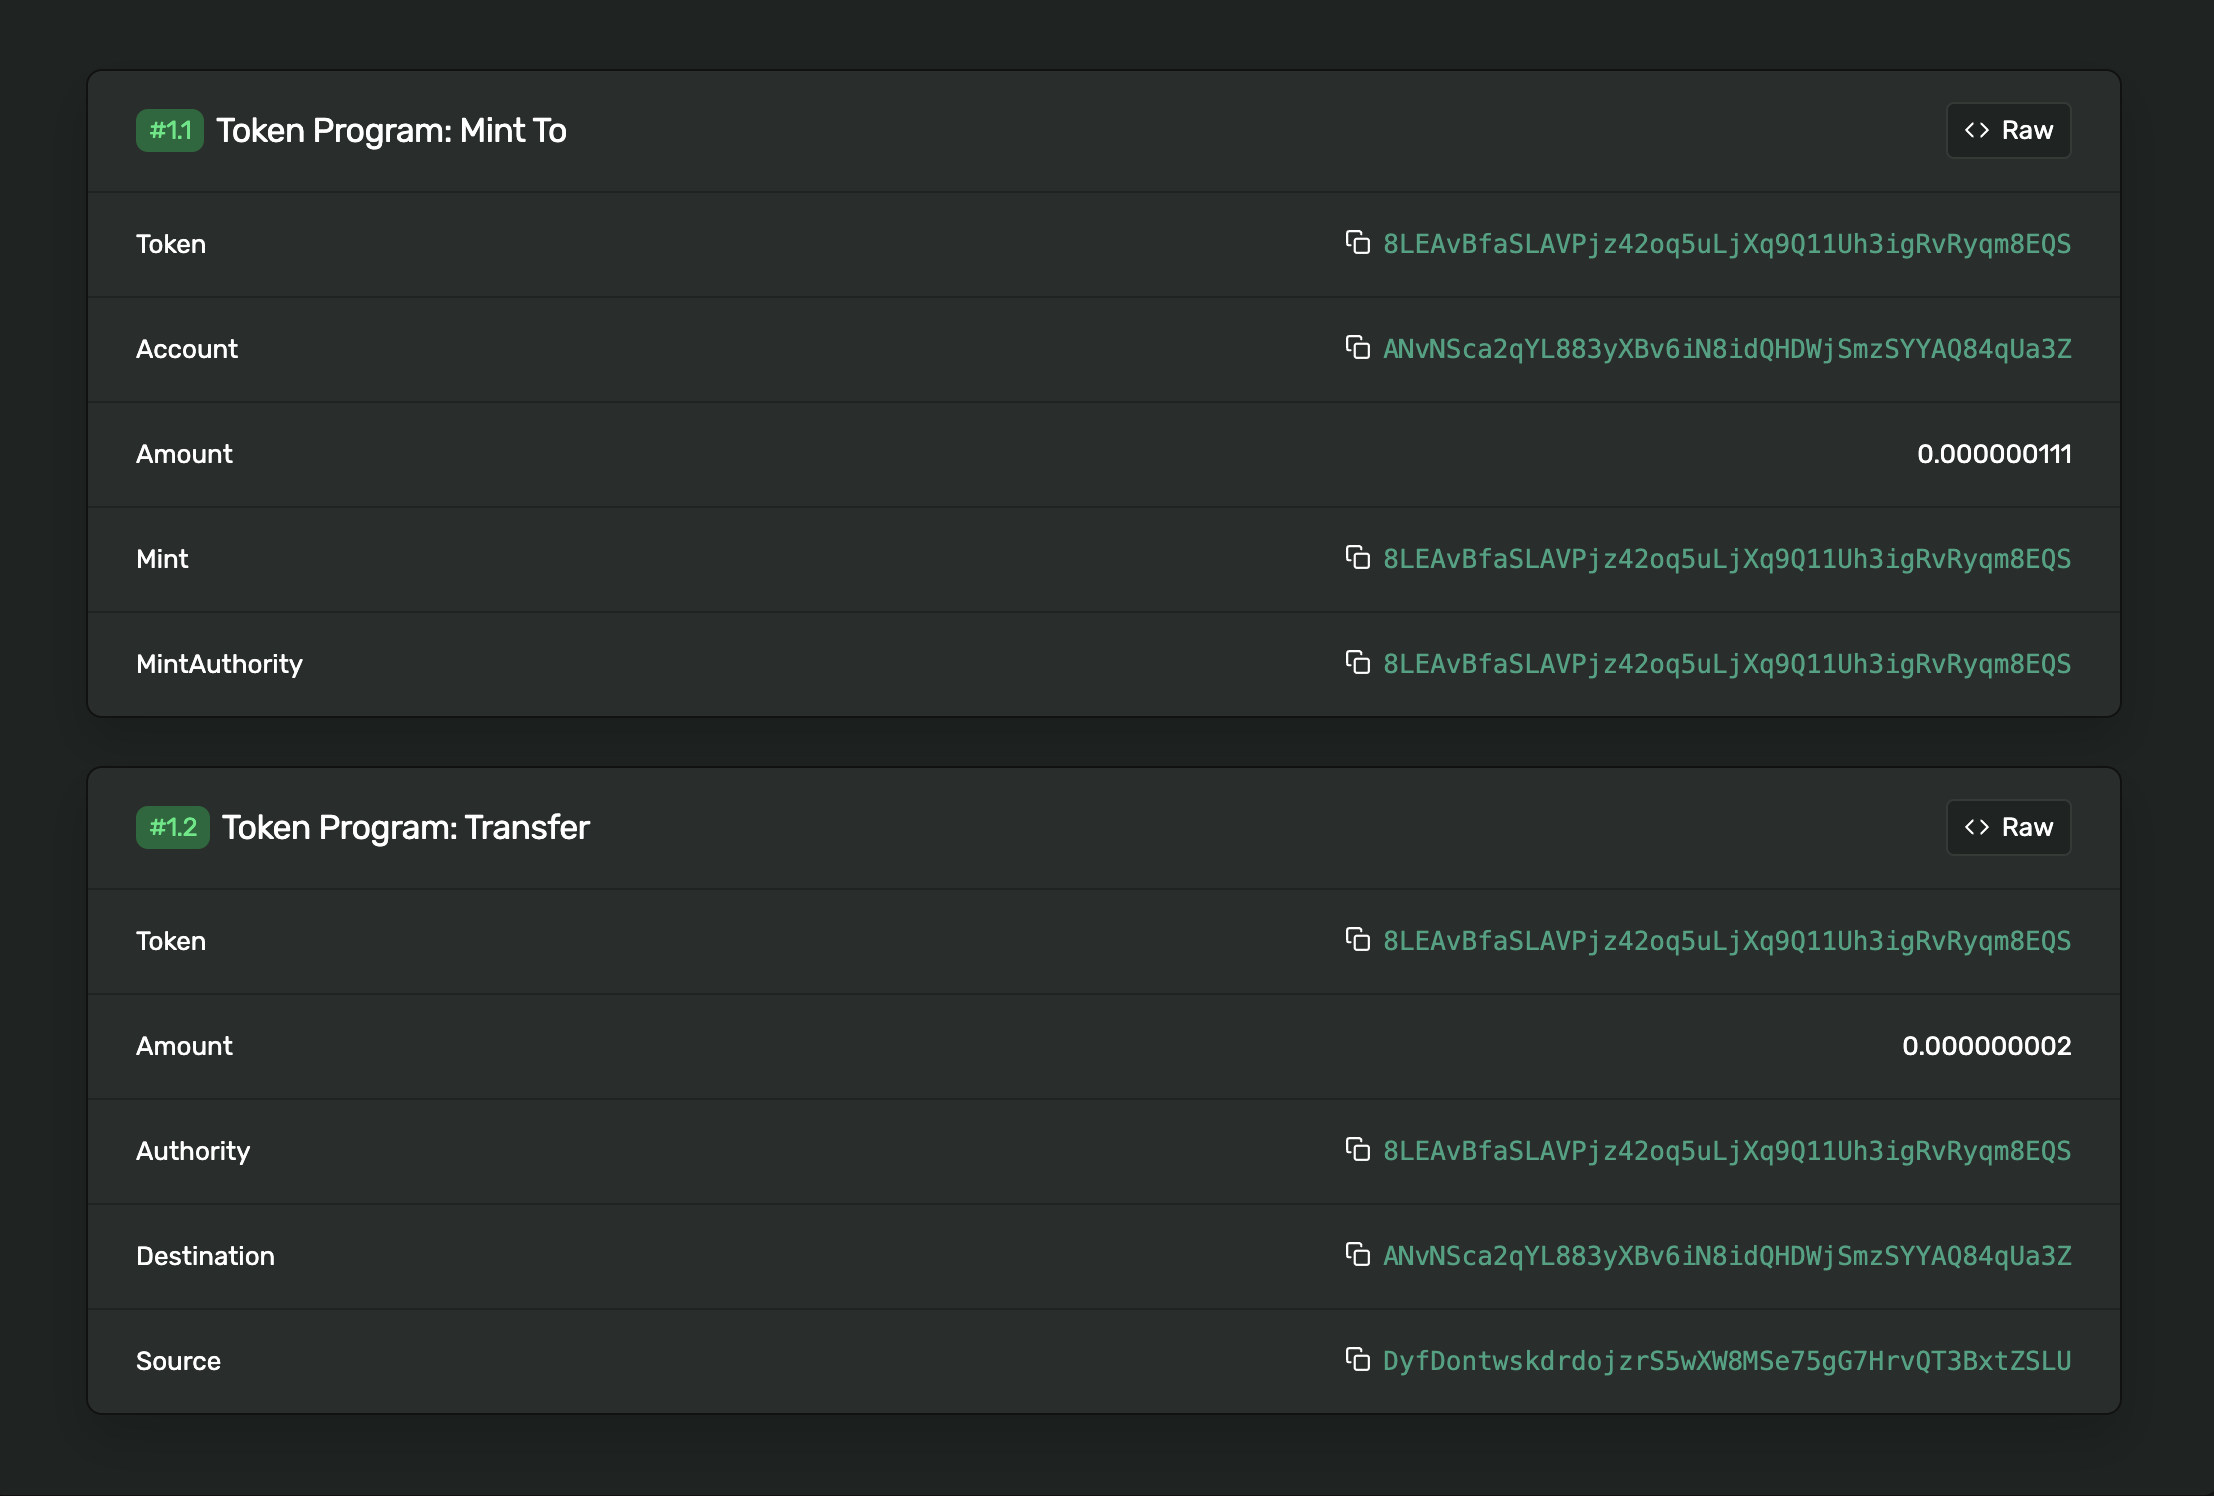 #1.1 Token Program: Mint To
Raw
Token 8LEAvBfaSLAVPjz42oq5uLjXq9Q11Uh3igRvRyqm8EQS
Account ANvNSca2qYL883yXBv6iN8idQHDWjSmzSYYAQ84qUa3Z
Amount 0.000000111
Mint 8LEAvBfaSLAVPjz42oq5uLjXq9Q11Uh3igRvRyqm8EQS
MintAuthority 8LEAvBfaSLAVPjz42oq5uLjXq9Q11Uh3igRvRyqm8EQS
#1.2 Token Program: Transfer
Raw
Token 8LEAvBfaSLAVPjz42oq5uLjXq9Q11Uh3igRvRyqm8EQS
Amount 0.000000002
Authority 8LEAvBfaSLAVPjz42oq5uLjXq9Q11Uh3igRvRyqm8EQS
Destination ANvNSca2qYL883yXBv6iN8idQHDWjSmzSYYAQ84qUa3Z
Source DyfDontwskdrdojzrS5wXW8MSe75gG7HrvQT3BxtZSLU